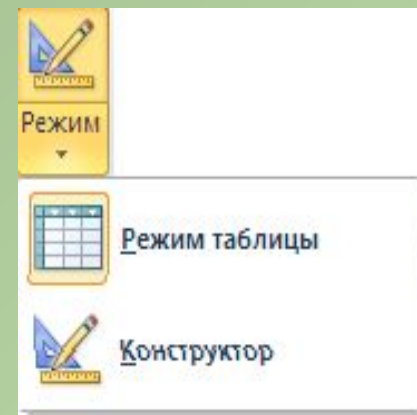 Режим
Режим таблицы
Конструктор